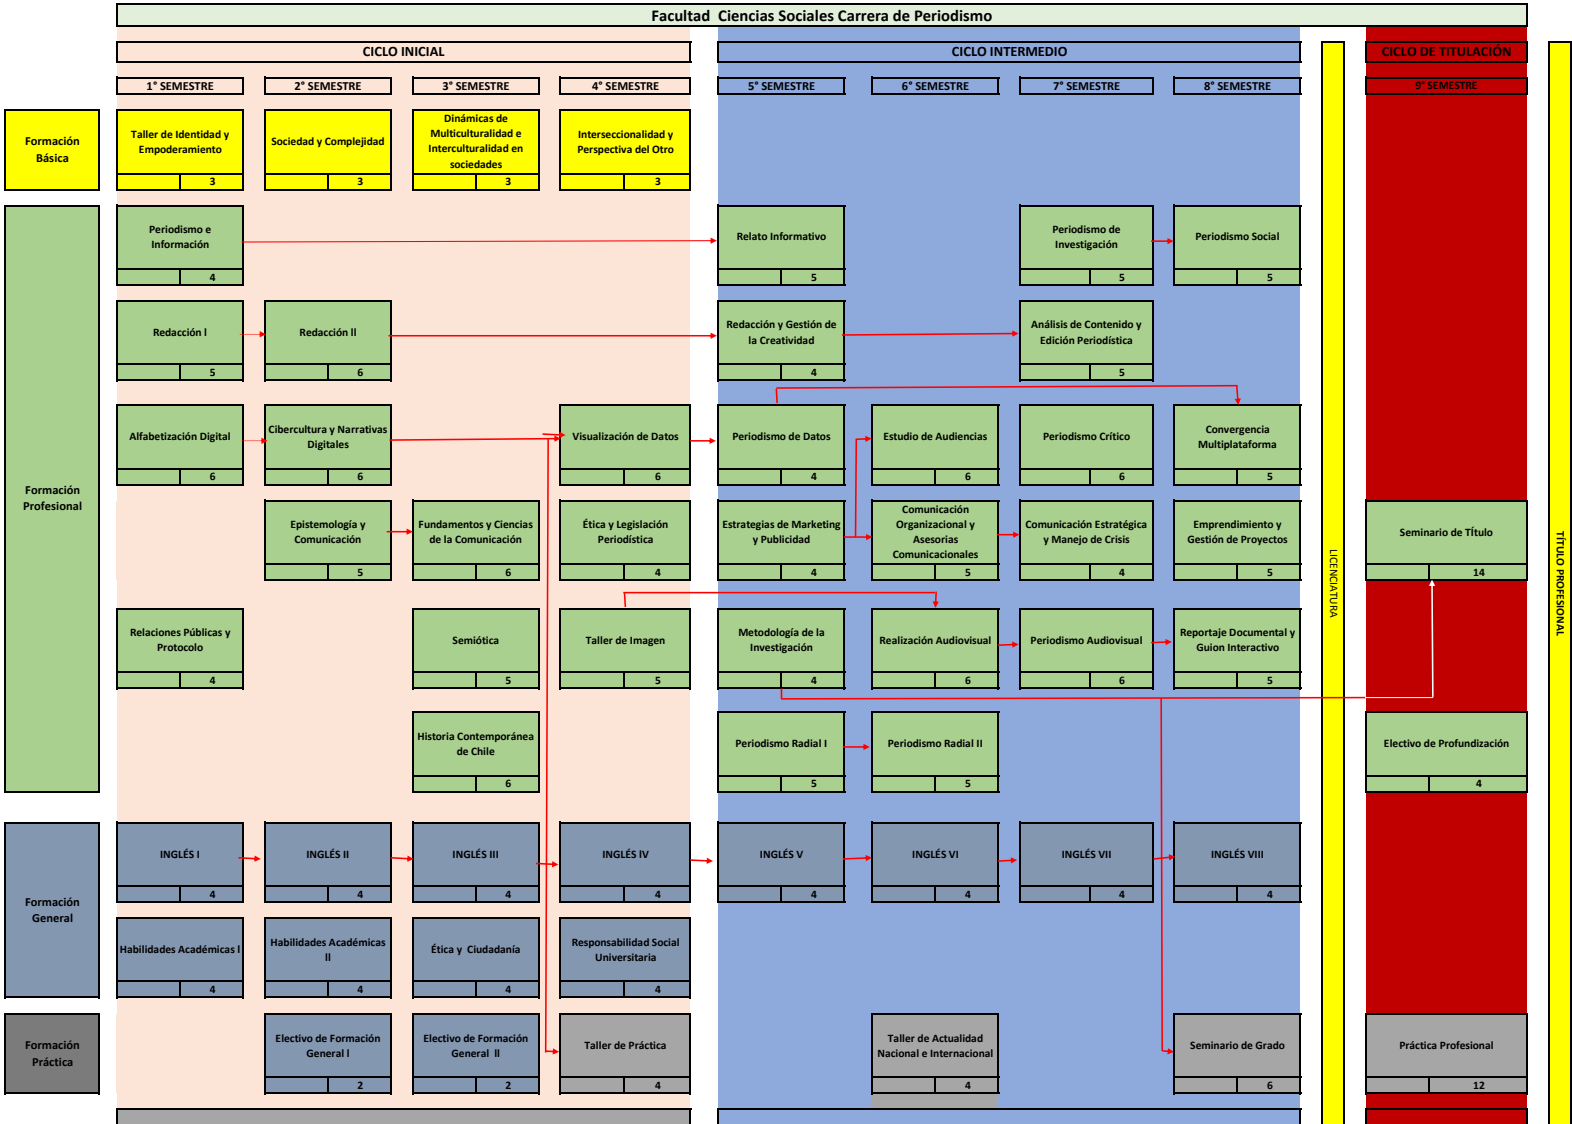 Facultad  Ciencias Sociales Carrera de Periodismo
CICLO INICIAL
CICLO INTERMEDIO
CICLO DE TITULACIÓN
1° SEMESTRE
2° SEMESTRE
3° SEMESTRE
4° SEMESTRE
5° SEMESTRE
6° SEMESTRE
7° SEMESTRE
8° SEMESTRE
9° SEMESTRE
LICENCIATURA
TÍTULO PROFESIONAL
Formación
Básica
Taller de Identidad y
Empoderamiento
3
Sociedad y Complejidad
3
Dinámicas de
Multiculturalidad e
Interculturalidad en
sociedades
3
Interseccionalidad y
Perspectiva del Otro
3
Formación
Profesional
Periodismo e
Información
4
Relato Informativo
5
Periodismo de
Investigación
5
Periodismo Social
5
Redacción l
5
Redacción ll
6
Redacción y Gestión de
la Creatividad
4
Análisis de Contenido y
Edición Periodística
5
Alfabetización Digital
6
Cibercultura y Narrativas
Digitales
6
Visualización de Datos
6
Periodismo de Datos
4
Estudio de Audiencias
6
Periodismo Crítico
6
Convergencia
Multiplataforma
5
Epistemología y
Comunicación
5
Fundamentos y Ciencias
de la Comunicación
6
Ética y Legislación
Periodística
4
Estrategias de Marketing
y Publicidad
4
Comunicación
Organizacional y
Asesorias
Comunicacionales
5
Comunicación Estratégica
y Manejo de Crisis
4
Emprendimiento y
Gestión de Proyectos
5
Seminario de Título
14
Relaciones Públicas y
Protocolo
4
Semiótica
5
Taller de Imagen
5
Metodología de la
Investigación
4
Realización Audiovisual
6
Periodismo Audiovisual
6
Reportaje Documental y
Guion Interactivo
5
Historia Contemporánea
de Chile
6
Periodismo Radial I
5
Periodismo Radial II
5
Electivo de Profundización
4
Formación
General
INGLÉS I
4
INGLÉS II
4
INGLÉS III
4
INGLÉS IV
4
INGLÉS V
4
INGLÉS VI
4
INGLÉS VII
4
INGLÉS VIII
4
Habilidades Académicas l
4
Habilidades Académicas
ll
4
Ética y  Ciudadanía
4
Responsabilidad Social
Universitaria
4
Formación
Práctica
Electivo de Formación
General l
2
Electivo de Formación
General  ll
2
Taller de Práctica
4
Taller de Actualidad
Nacional e Internacional
4
Seminario de Grado
6
Práctica Profesional
12